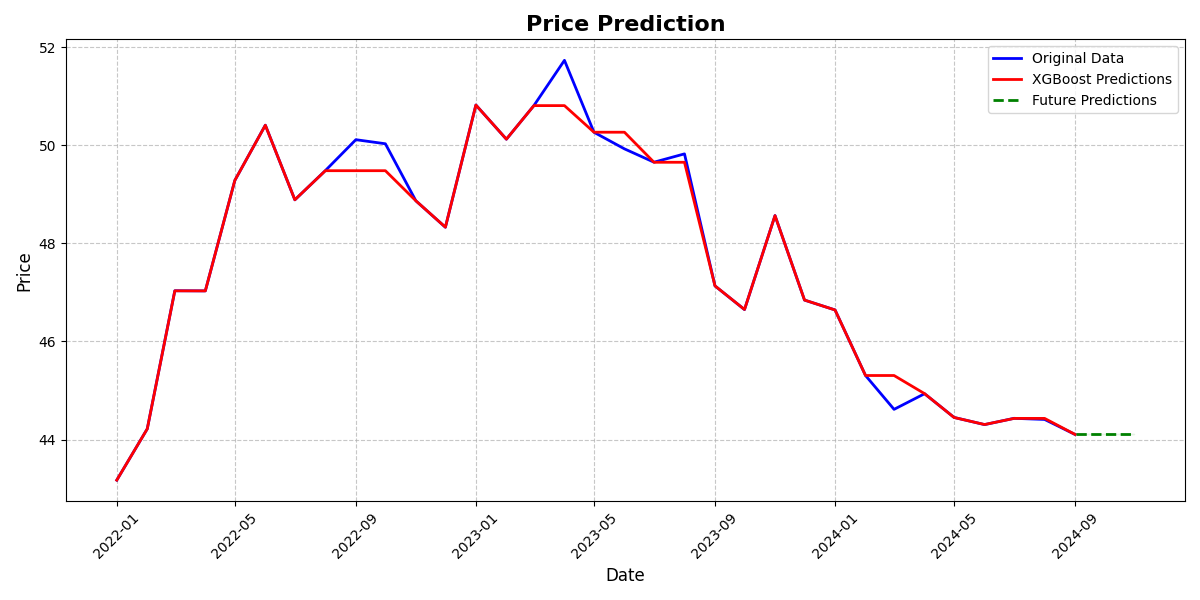 Price Prediction
Original Data
XGBoost Predictions
Future Predictions
Price
52
50
48
46
44
2022-01
2022-05
2022-09
2023-01
2023-05
2023-09
2024-01
2024-05
2024-09
Date